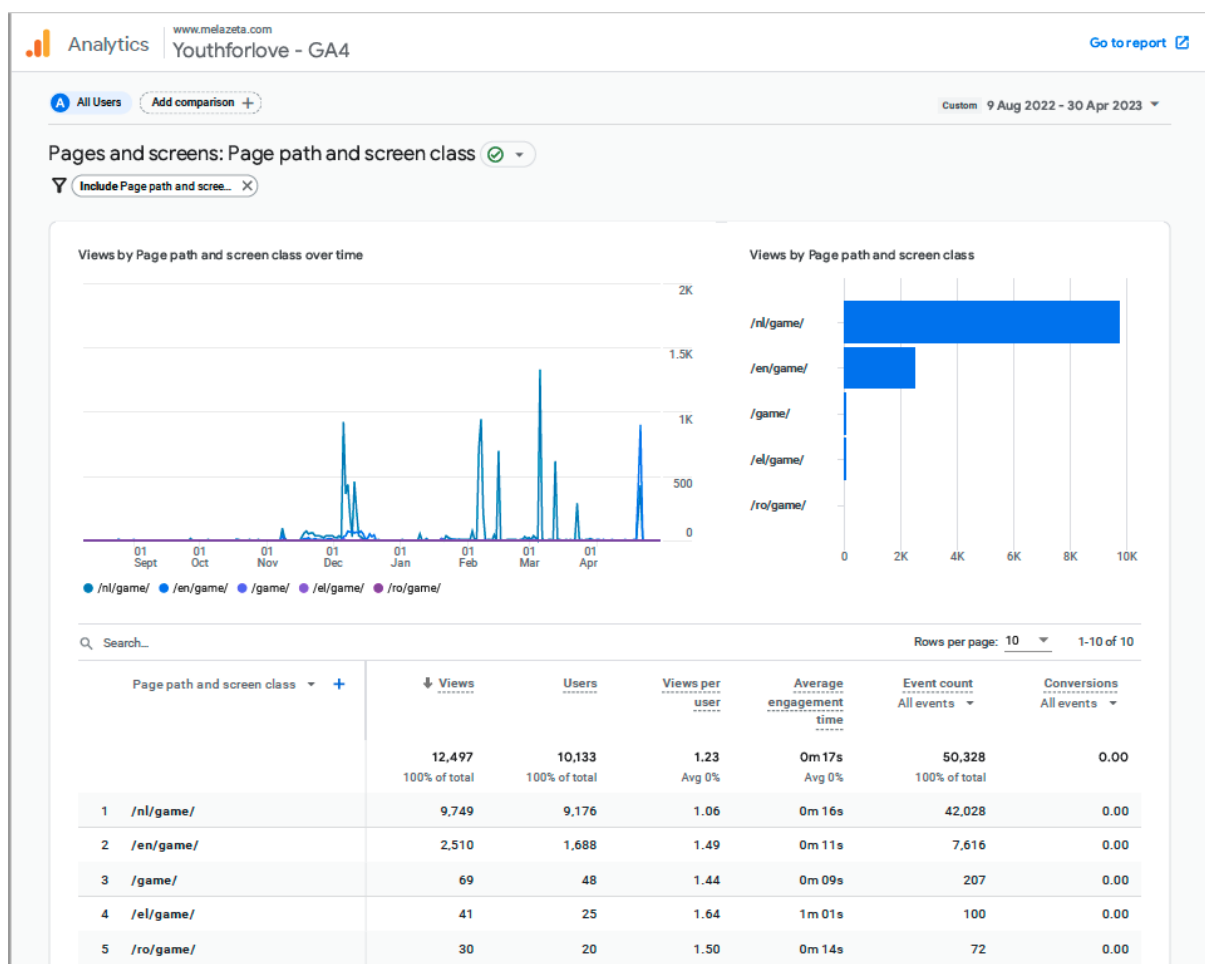 www.melazeta.com
Analytics
Youthforlove - GA4
Go to report
A All Users
Add comparison +
Custom 9 Aug 2022 - 30 Apr 2023
Pages and screens: Page path and screen class
Include Page path and scree...
Views by Page path and screen class over time
2K
1.5K
1K
500
0
01 Sept
01 Oct
01 Nov
01 Dec
01 Jan
01 Feb
01 Mar
01 Apr
/nl/game/ /en/game/ /game/ /el/game/ /ro/game/
Views by Page path and screen class
/nl/game/
/en/game/
/game/
/el/game/
/ro/game/
0 2K 4K 6K 8K 10K
Search...
Rows per page: 10 1-10 of 10
Page path and screen class + Views Users Views per user Average engagement time Event count All events Conversions All events
12,497 10,133 1.23 0m 17s 50,328 0.00
100% of total 100% of total Avg 0% Avg 0% 100% of total
1 /nl/game/ 9,749 9,176 1.06 0m 16s 42,028 0.00
2 /en/game/ 2,510 1,688 1.49 0m 11s 7,616 0.00
3 /game/ 69 48 1.44 0m 09s 207 0.00
4 /el/game/ 41 25 1.64 1m 01s 100 0.00
5 /ro/game/ 30 20 1.50 0m 14s 72 0.00